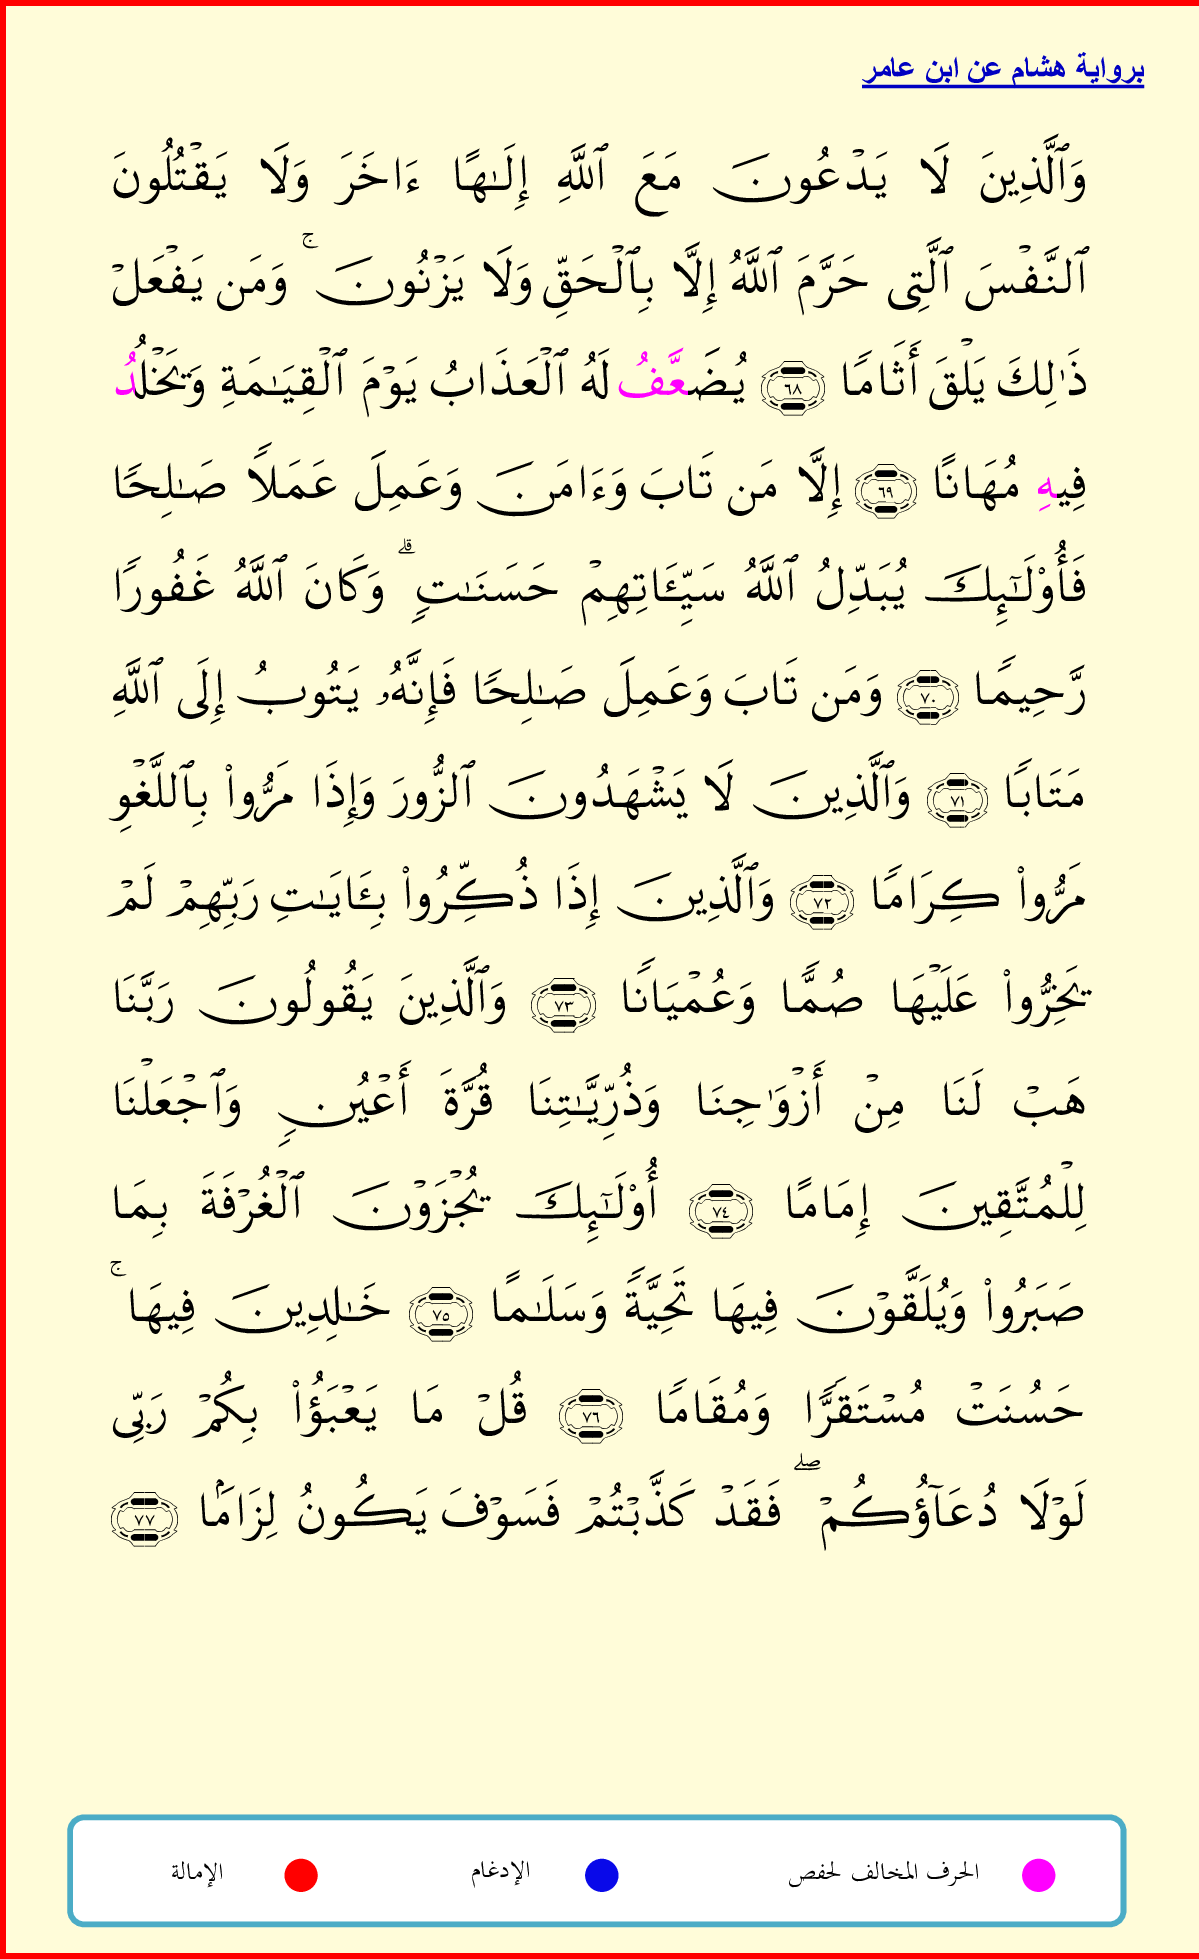 برواية هشام عن ابن عامر
وَٱلَّذِينَ لَا يَدْعُونَ مَعَ ٱللَّهِ إِلَـٰهًا ءَاخَرَ وَلَا يَقْتُلُونَ
ٱلنَّفْسَ ٱلَّتِى حَرَّمَ ٱللَّهُ إِلَّا بِٱلْحَقِّ وَلَا يَزْنُونَ ۚ وَمَن يَفْعَلْ
ذَٰلِكَ يَلْقَ أَثَامًا ٦٨ يُضَعَّفُ لَهُ ٱلْعَذَابُ يَوْمَ ٱلْقِيَـٰمَةِ وَيَخْلُدُ
فِيهِ مُهَانًا ٦٩ إِلَّا مَن تَابَ وَءَامَنَ وَعَمِلَ عَمَلًا صَـٰلِحًا
فَأُوْلَـٰٓئِكَ يُبَدِّلُ ٱللَّهُ سَيِّـَٔاتِهِمْ حَسَنَـٰتٍ ۗ وَكَانَ ٱللَّهُ غَفُورًا
رَّحِيمًا ٧٠ وَمَن تَابَ وَعَمِلَ صَـٰلِحًا فَإِنَّهُۥ يَتُوبُ إِلَى ٱللَّهِ
مَتَابًا ٧١ وَٱلَّذِينَ لَا يَشْهَدُونَ ٱلزُّورَ وَإِذَا مَرُّوا۟ بِٱللَّغْوِ
مَرُّوا۟ كِرَامًا ٧٢ وَٱلَّذِينَ إِذَا ذُكِّرُوا۟ بِـَٔايَـٰتِ رَبِّهِمْ لَمْ
يَخِرُّوا۟ عَلَيْهَا صُمًّا وَعُمْيَانًا ٧٣ وَٱلَّذِينَ يَقُولُونَ رَبَّنَا
هَبْ لَنَا مِنْ أَزْوَٰجِنَا وَذُرِّيَّـٰتِنَا قُرَّةَ أَعْيُنٍ وَٱجْعَلْنَا
لِلْمُتَّقِينَ إِمَامًا ٧٤ أُوْلَـٰٓئِكَ يُجْزَوْنَ ٱلْغُرْفَةَ بِمَا
صَبَرُوا۟ وَيُلَقَّوْنَ فِيهَا تَحِيَّةً وَسَلَـٰمًا ٧٥ خَـٰلِدِينَ فِيهَا ۚ
حَسُنَتْ مُسْتَقَرًّا وَمُقَامًا ٧٦ قُلْ مَا يَعْبَؤُا۟ بِكُمْ رَبِّى
لَوْلَا دُعَآؤُكُمْ ۖ فَقَدْ كَذَّبْتُمْ فَسَوْفَ يَكُونُ لِزَامًۢا ٧٧
الحرف المخالف لحفص الإدغام الإمالة